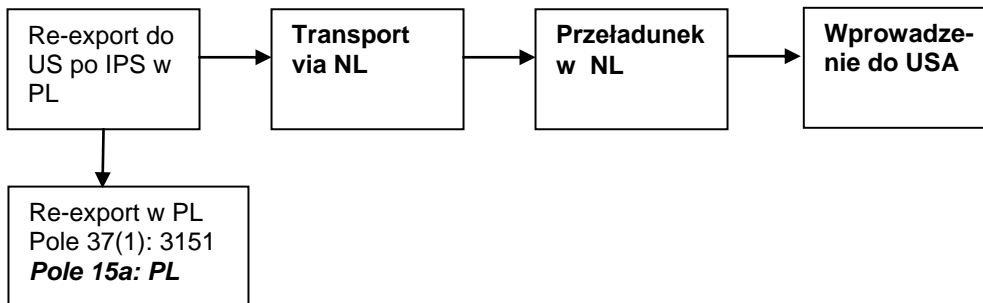 Re-export do
US po IPS w
PL
Transport
via NL
Przeładunek
w NL
Wprowadze-
nie do USA
Re-export w PL
Pole 37(1): 3151
Pole 15a: PL